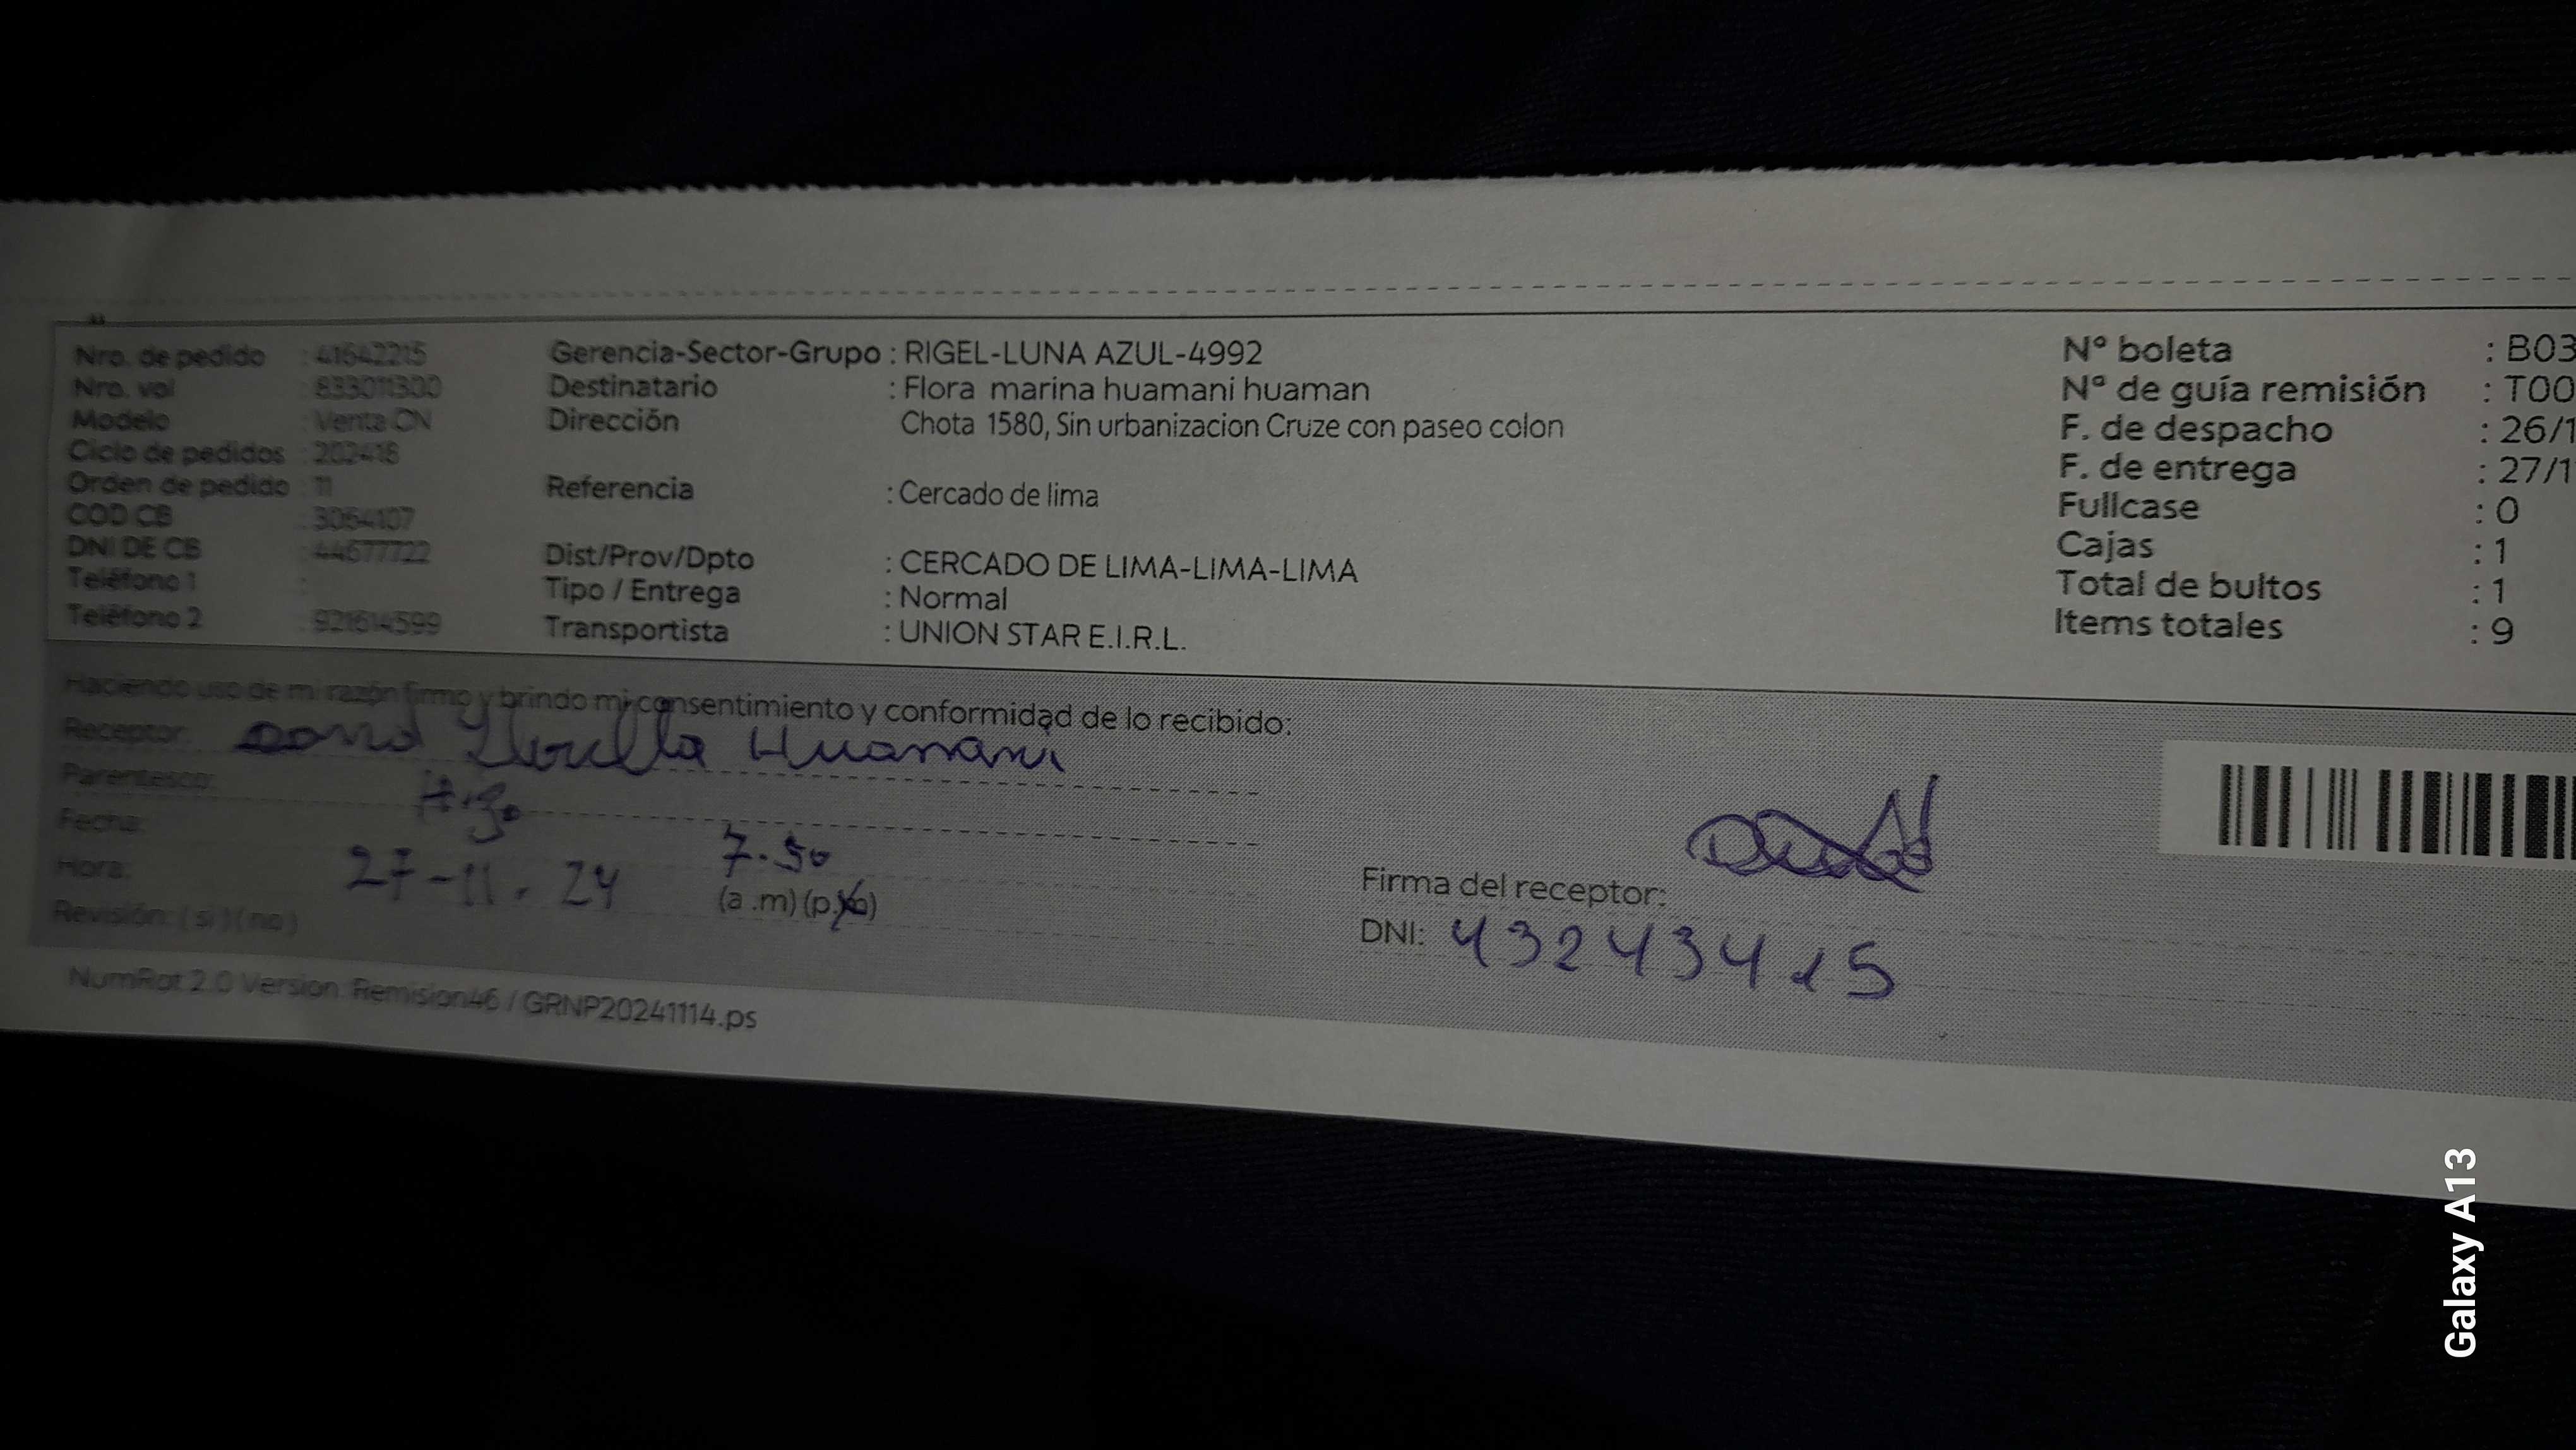 Nro. de pedido : 41642215
Nro. vol : 833011300
Modelo : Venta CN
Ciclo de pedidos : 202418
Orden de pedido : 11
COD CB : 3064107
DNI DE CB : 44677722
Teléfono 1 :
Teléfono 2 : 921614599
Gerencia-Sector-Grupo : RIGEL-LUNA AZUL-4992
Destinatario : Flora marina huamani huaman
Dirección Chota 1580, Sin urbanizacion Cruze con paseo colon
Referencia : Cercado de lima
Dist/Prov/Dpto : CERCADO DE LIMA-LIMA-LIMA
Tipo / Entrega : Normal
Transportista : UNION STAR E.I.R.L.
Nº boleta : B03
Nº de guía remisión : T00
F. de despacho : 26/1
F. de entrega : 27/1
Fullcase : 0
Cajas : 1
Total de bultos : 1
Items totales : 9
Haciendo uso de mi razón firmo y brindo mi consentimiento y conformidad de lo recibido:
Receptor: Huamani
Parentesco: Hijo
Fecha: 27-11. 24
Hora: 7.50 (a .m) (p.m)
Revisión: ( si ) ( no )
Firma del receptor:
DNI: 43243415
NumRot 2.0 Version Remision46 / GRNP20241114.ps
Galaxy A13